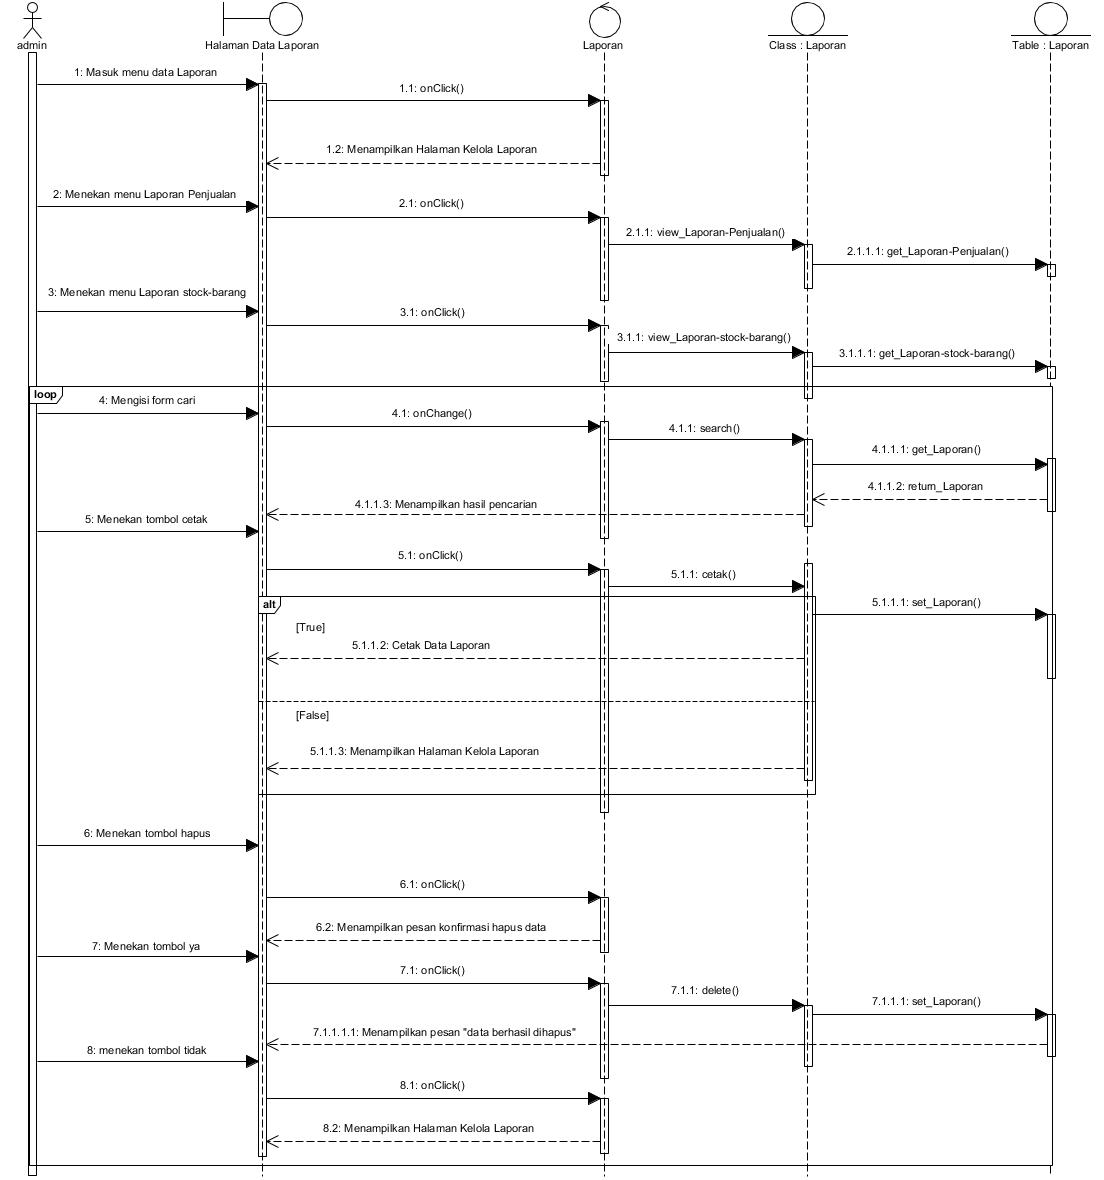 admin
Halaman Data Laporan
Laporan
Class : Laporan
Table : Laporan
1: Masuk menu data Laporan
1.1: onClick()
1.2: Menampilkan Halaman Kelola Laporan
2: Menekan menu Laporan Penjualan
2.1: onClick()
2.1.1: view_Laporan-Penjualan()
2.1.1.1: get_Laporan-Penjualan()
3: Menekan menu Laporan stock-barang
3.1: onClick()
3.1.1: view_Laporan-stock-barang()
3.1.1.1: get_Laporan-stock-barang()
loop
4: Mengisi form cari
4.1: onChange()
4.1.1: search()
4.1.1.1: get_Laporan()
4.1.1.2: return_Laporan
4.1.1.3: Menampilkan hasil pencarian
5: Menekan tombol cetak
5.1: onClick()
5.1.1: cetak()
alt
5.1.1.1: set_Laporan()
[True]
5.1.1.2: Cetak Data Laporan
[False]
5.1.1.3: Menampilkan Halaman Kelola Laporan
6: Menekan tombol hapus
6.1: onClick()
6.2: Menampilkan pesan konfirmasi hapus data
7: Menekan tombol ya
7.1: onClick()
7.1.1: delete()
7.1.1.1: set_Laporan()
7.1.1.1.1: Menampilkan pesan "data berhasil dihapus"
8: menekan tombol tidak
8.1: onClick()
8.2: Menampilkan Halaman Kelola Laporan